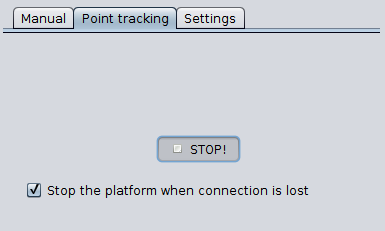 Manual Point tracking Settings
STOP!
Stop the platform when connection is lost